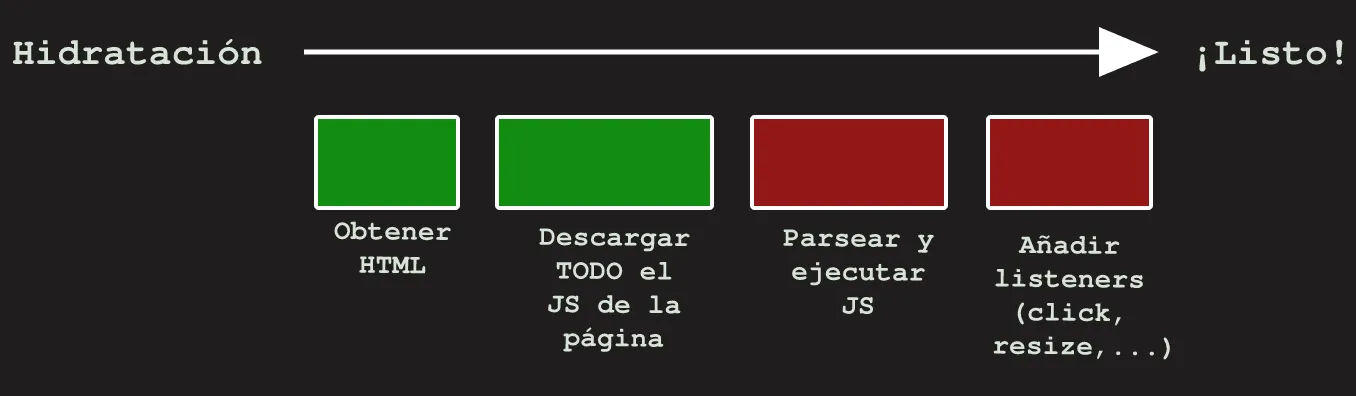 Hidratación
¡Listo!
Obtener
HTML
Descargar
TODO el
JS de la
página
Parsear y
ejecutar
JS
Añadir
listeners
(click,
resize,...)